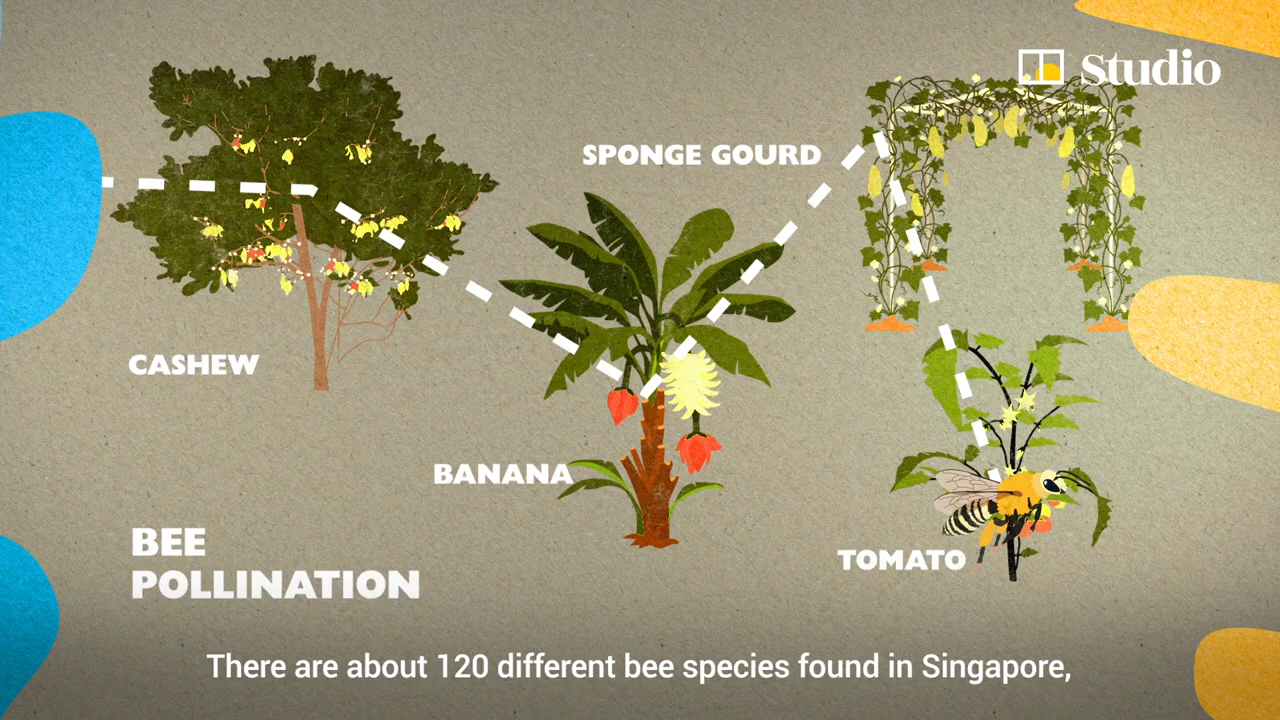 Studio
SPONGE GOURD
CASHEW
BANANA
TOMATO
BEE
POLLINATION
There are about 120 different bee species found in Singapore,